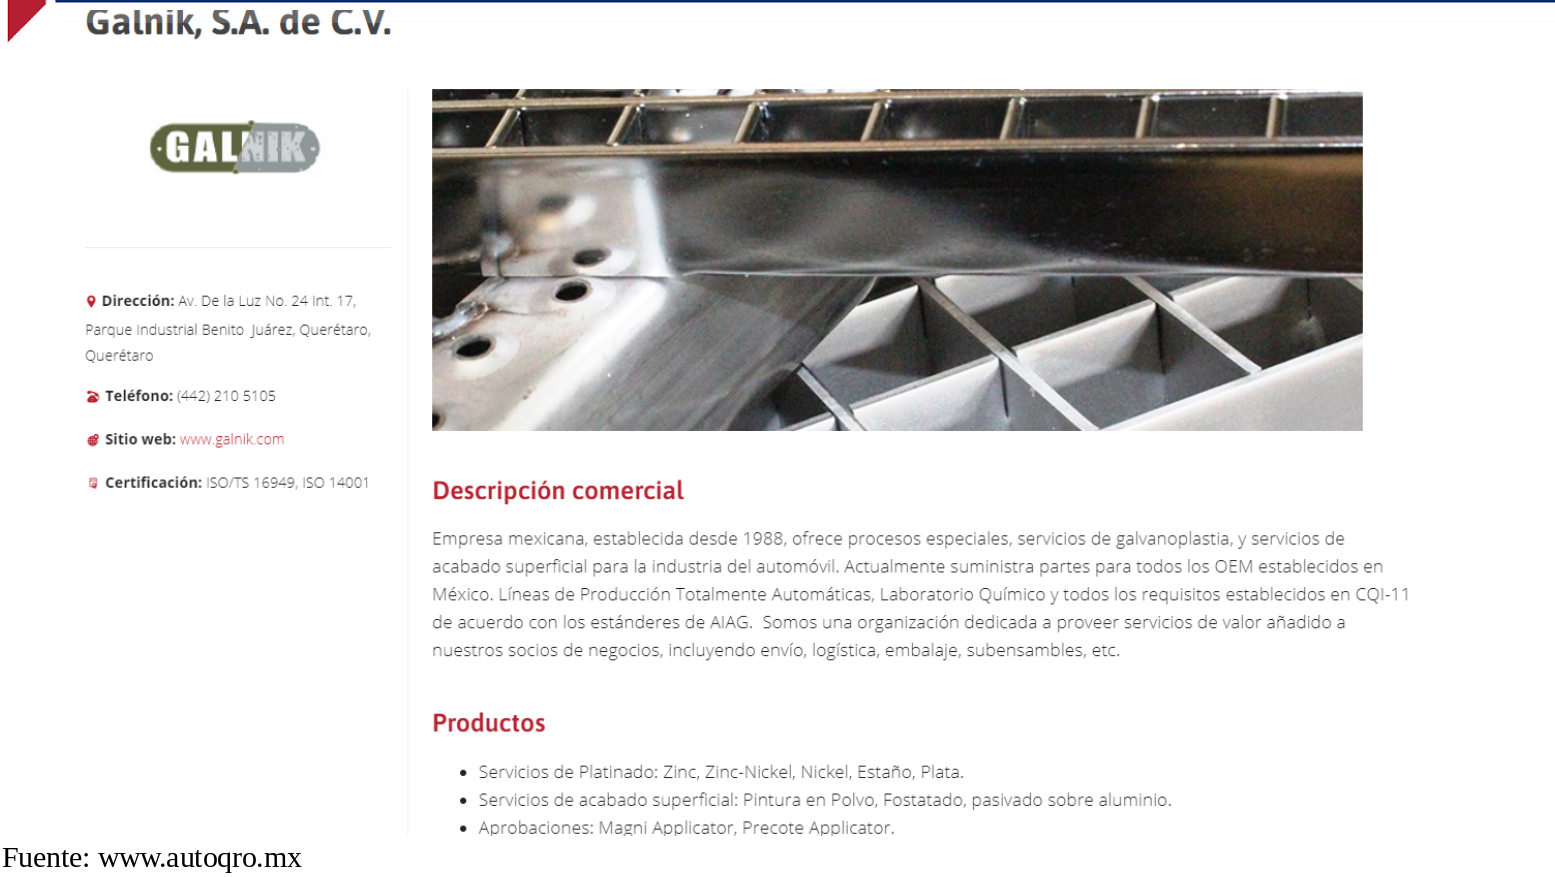 Galnik, S.A. de C.V.
GALNIK
Dirección: Av. De la Luz No. 24 Int. 17,
Parque Industrial Benito Juárez, Querétaro,
Querétaro
Teléfono: (442) 210 5105
Sitio web: www.galnik.com
Certificación: ISO/TS 16949, ISO 14001
Descripción comercial
Empresa mexicana, establecida desde 1988, ofrece procesos especiales, servicios de galvanoplastia, y servicios de
acabado superficial para la industria del automóvil. Actualmente suministra partes para todos los OEM establecidos en
México. Líneas de Producción Totalmente Automáticas, Laboratorio Químico y todos los requisitos establecidos en CQI-11
de acuerdo con los estánderes de AIAG. Somos una organización dedicada a proveer servicios de valor añadido a
nuestros socios de negocios, incluyendo envío, logística, embalaje, subensambles, etc.
Productos
• Servicios de Platinado: Zinc, Zinc-Nickel, Nickel, Estaño, Plata.
• Servicios de acabado superficial: Pintura en Polvo, Fostatado, pasivado sobre aluminio.
• Aprobaciones: Magni Applicator, Precote Applicator.
Fuente: www.autoqro.mx